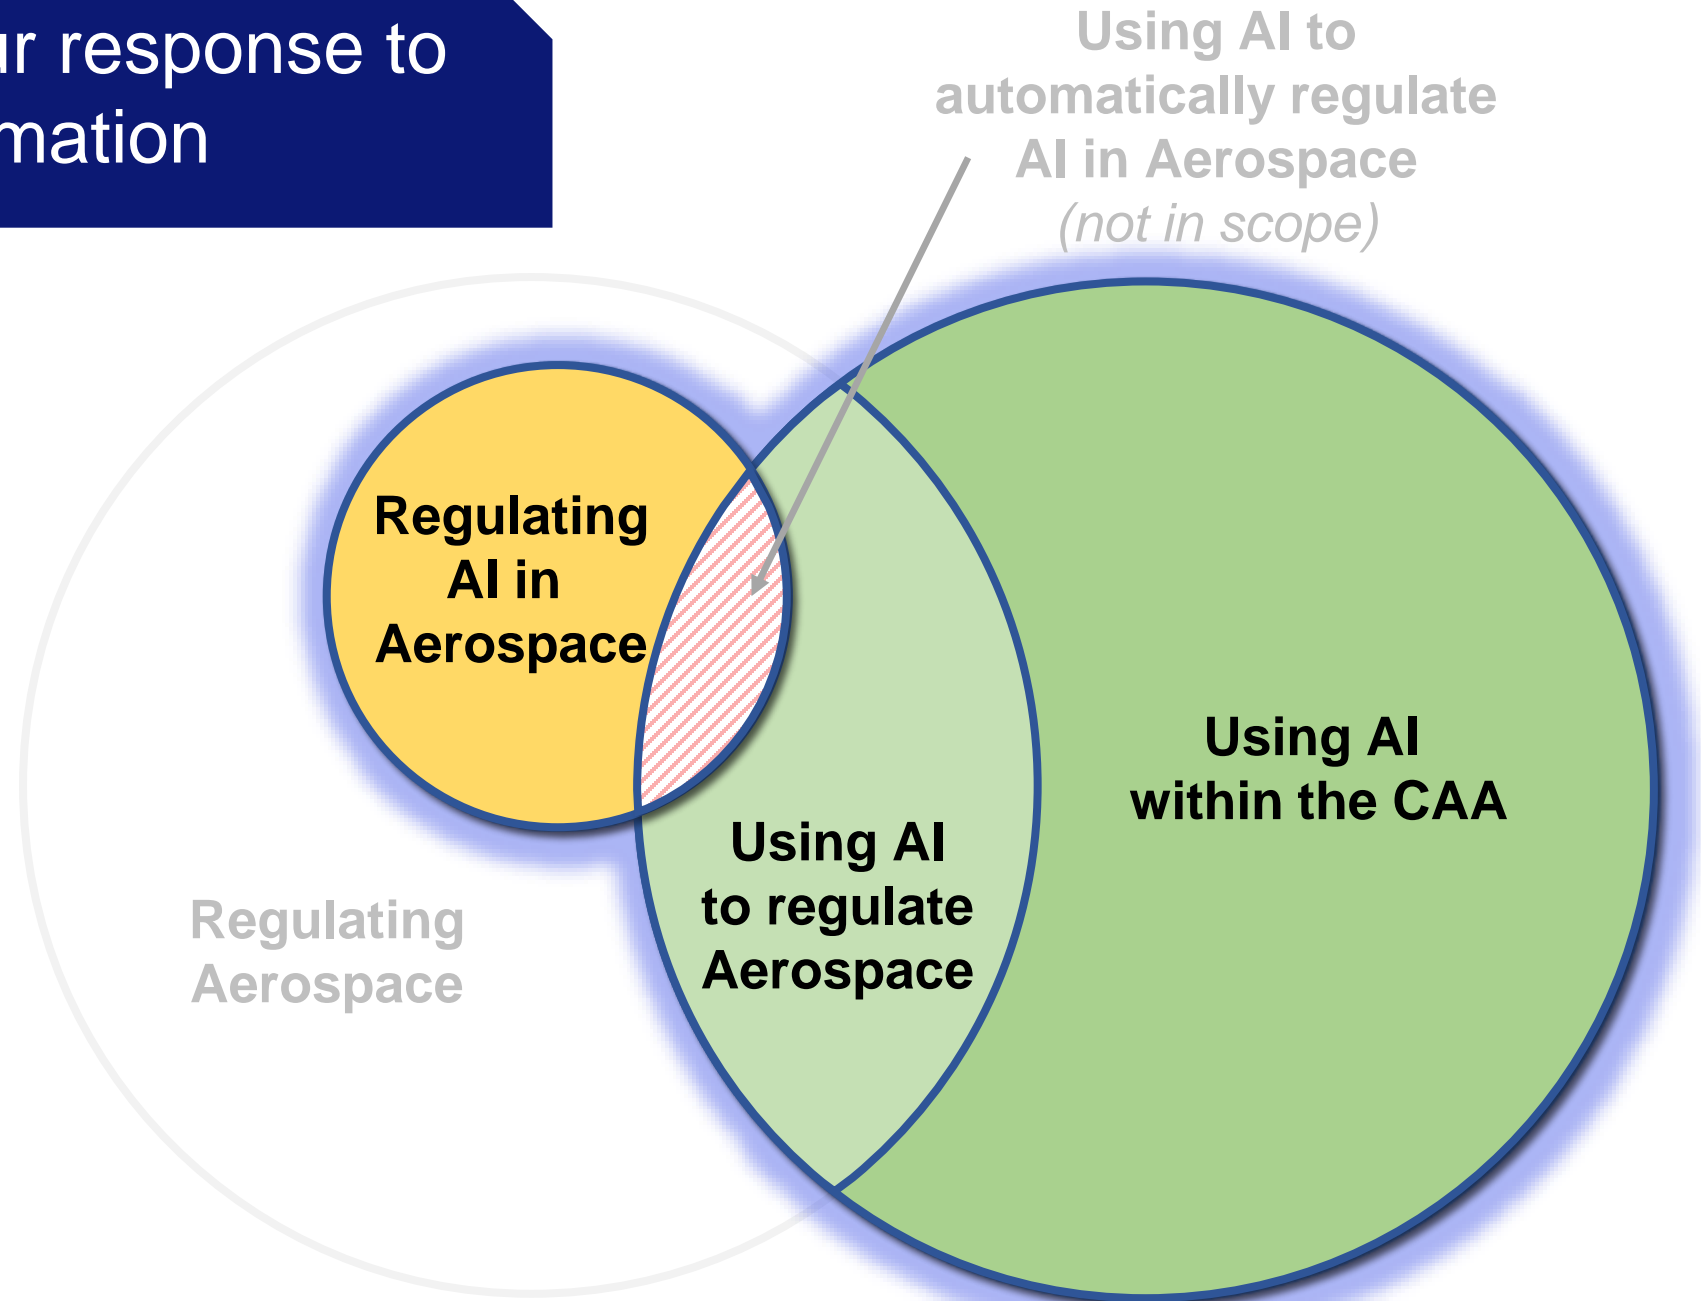 response to
Using AI to
automatically regulate
AI in Aerospace
(not in scope)
Regulating
AI in
Aerospace
Using AI
within the CAA
Using AI
to regulate
Aerospace
Regulating
Aerospace